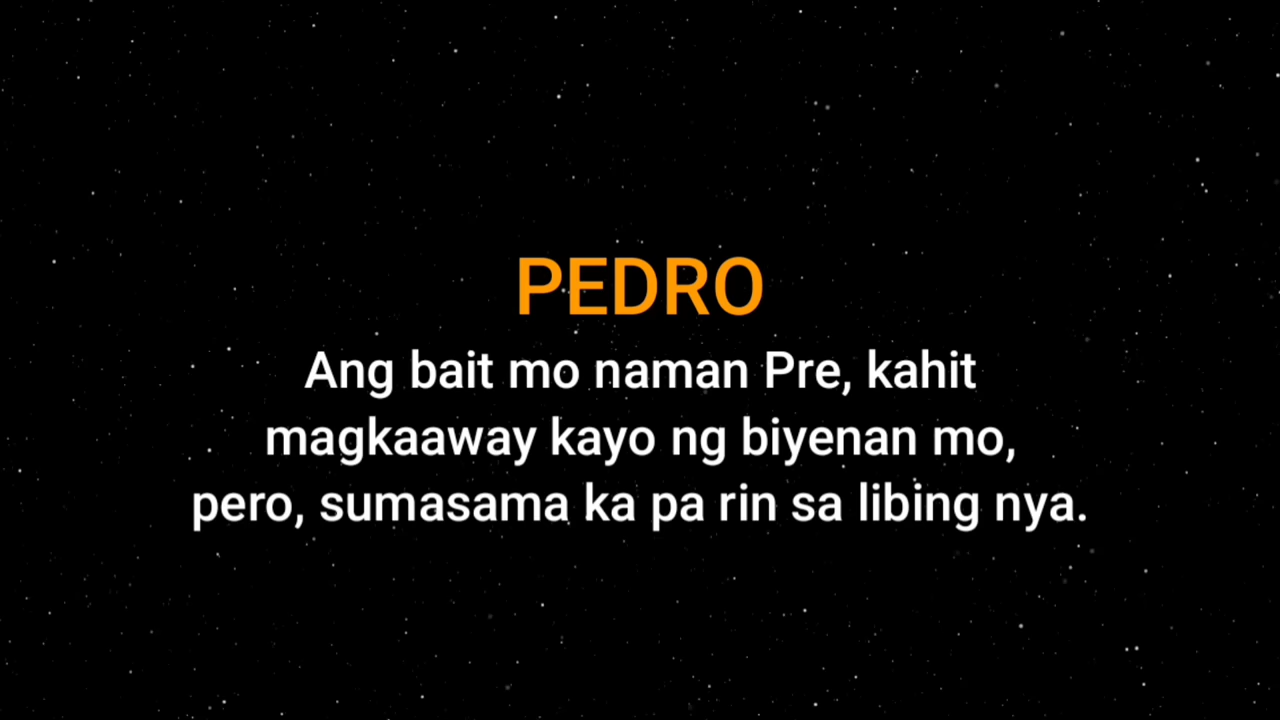 PEDRO
Ang bait mo naman Pre, kahit
magkaaway kayo ng biyenan mo,
pero, sumasama ka pa rin sa libing nya.